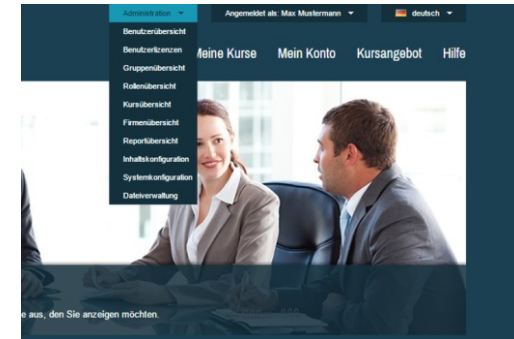 Administration
Angemeldet als: Max Mustermann
deutsch
Benutzerübersicht
Benutzerlizenzen
Gruppenübersicht
Rollenübersicht
Kursübersicht
Firmenübersicht
Reportübersicht
Inhaltskonfiguration
Systemkonfiguration
Dateiverwaltung
Meine Kurse
Mein Konto
Kursangebot
Hilfe
e aus, den Sie anzeigen möchten.